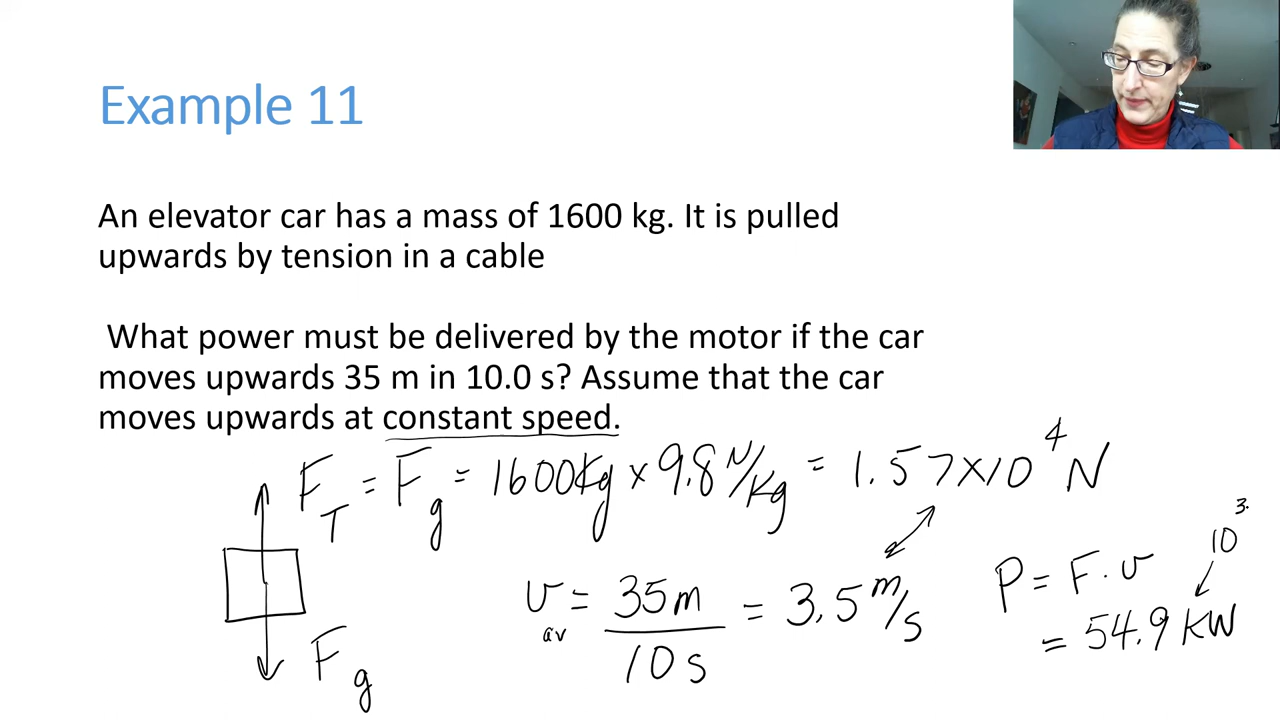 Example 11
An elevator car has a mass of 1600 kg. It is pulled
upwards by tension in a cable
What power must be delivered by the motor if the car
moves upwards 35 m in 10.0 s? Assume that the car
moves upwards at constant speed.
F_T = F_g = 1600Kg × 9.8 N/Kg = 1.57×10^4 N
F_g
v_av = 35m / 10 s = 3.5 m/s
P = F · v
10^3
= 54.9 KW